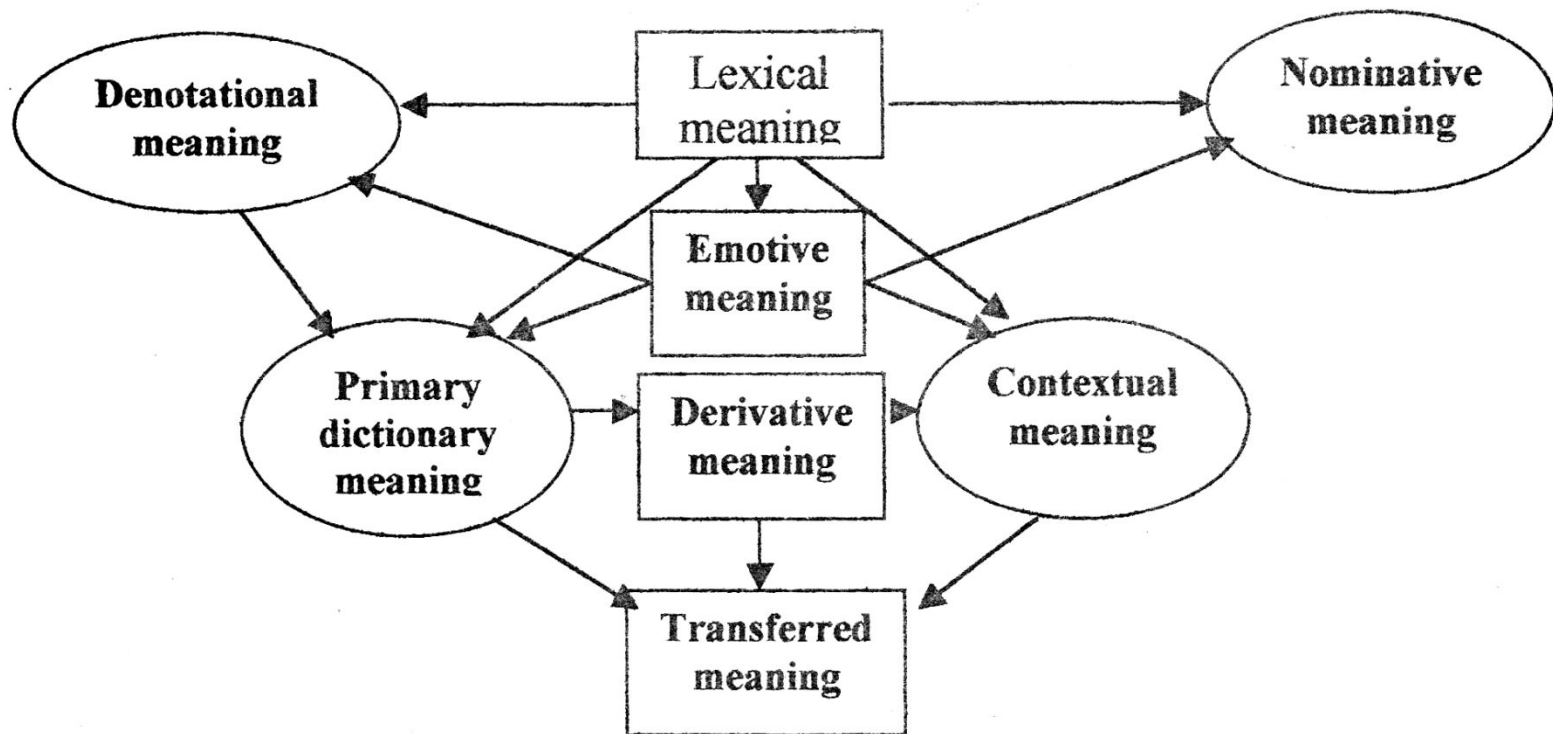 Lexical
meaning
Denotational
meaning
Nominative
meaning
Emotive
meaning
Primary
dictionary
meaning
Derivative
meaning
Contextual
meaning
Transferred
meaning